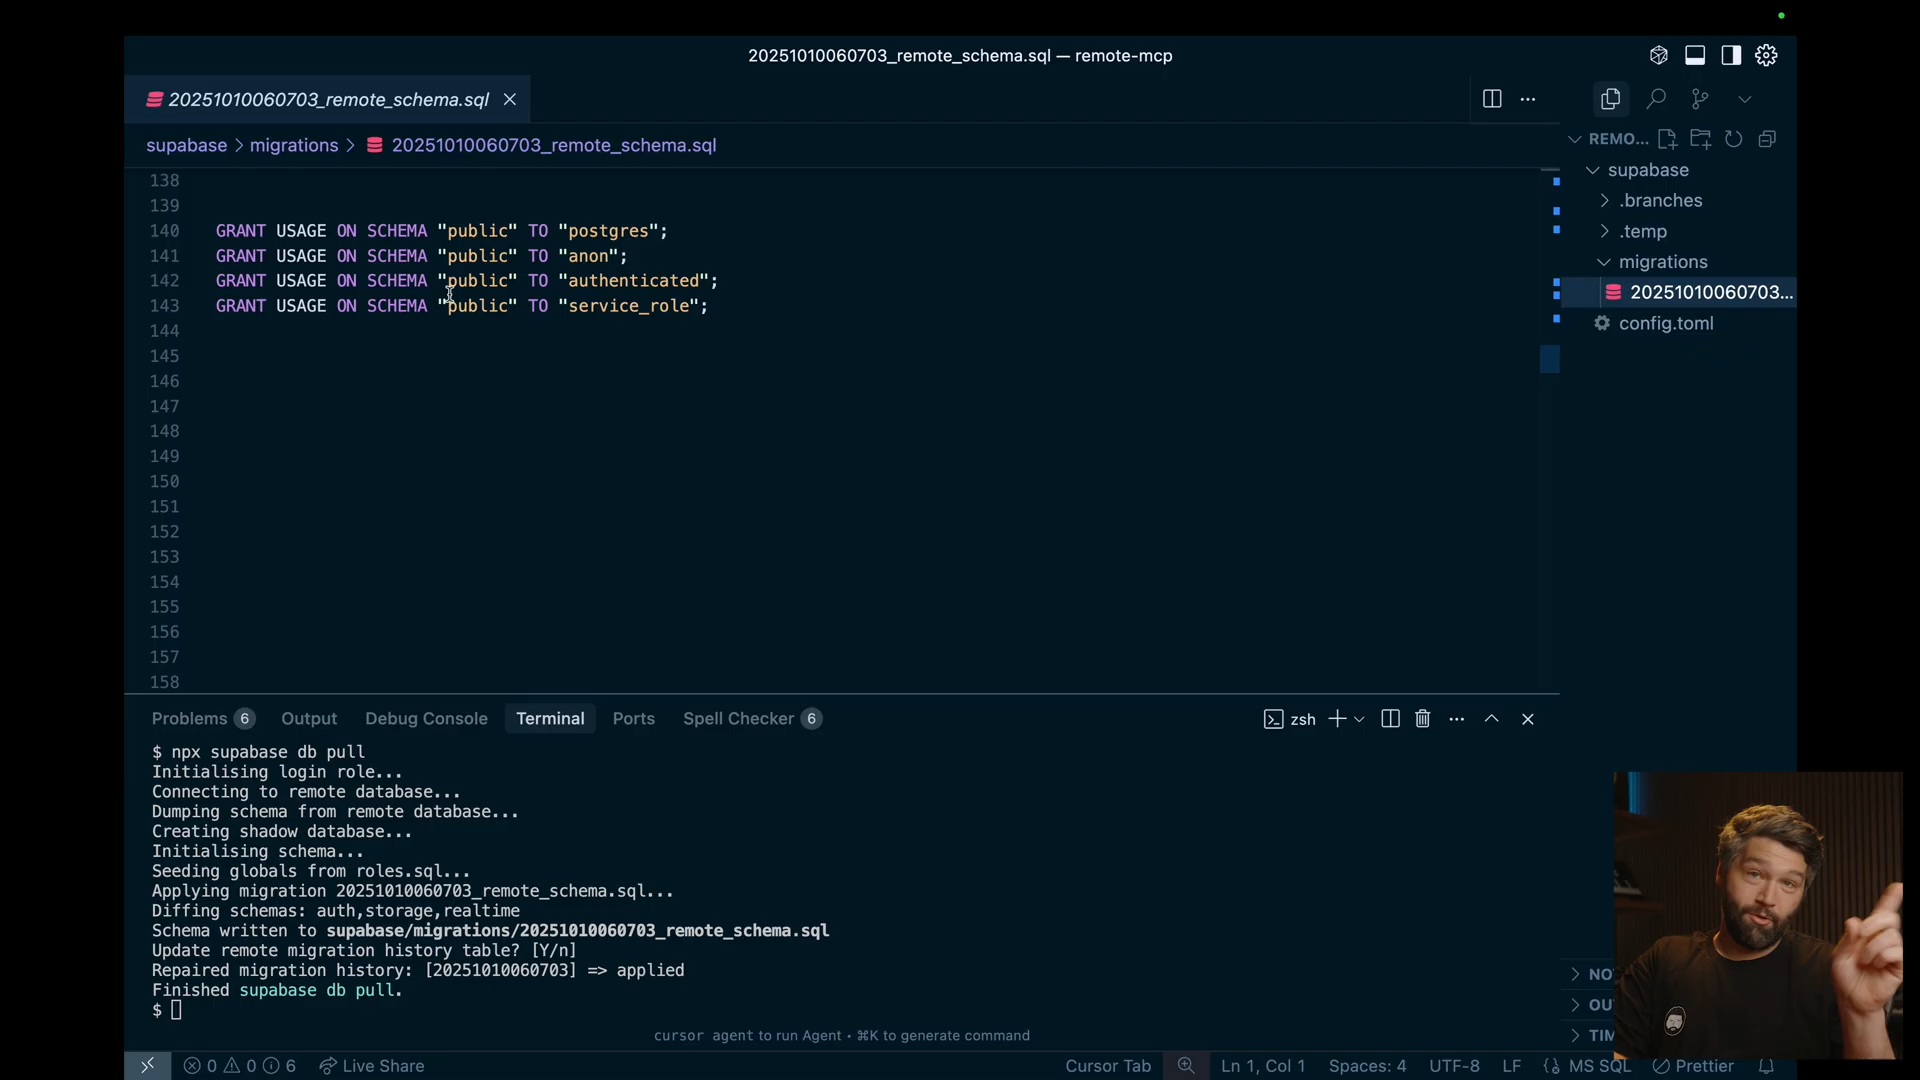 20251010060703_remote_schema.sql — remote-mcp
20251010060703_remote_schema.sql
supabase > migrations > 20251010060703_remote_schema.sql
138
139
140 GRANT USAGE ON SCHEMA "public" TO "postgres";
141 GRANT USAGE ON SCHEMA "public" TO "anon";
142 GRANT USAGE ON SCHEMA "public" TO "authenticated";
143 GRANT USAGE ON SCHEMA "public" TO "service_role";
144
145
146
147
148
149
150
151
152
153
154
155
156
157
158
REMO...
supabase
.branches
.temp
migrations
20251010060703...
config.toml
Problems 6 Output Debug Console Terminal Ports Spell Checker 6
zsh
$ npx supabase db pull
Initialising login role...
Connecting to remote database...
Dumping schema from remote database...
Creating shadow database...
Initialising schema...
Seeding globals from roles.sql...
Applying migration 20251010060703_remote_schema.sql...
Diffing schemas: auth,storage,realtime
Schema written to supabase/migrations/20251010060703_remote_schema.sql
Update remote migration history table? [Y/n]
Repaired migration history: [20251010060703] => applied
Finished supabase db pull.
$
cursor agent to run Agent • ⌘K to generate command
NO
OU
TIM
0 0 6 Live Share
Cursor Tab Ln 1, Col 1 Spaces: 4 UTF-8 LF MS SQL Prettier